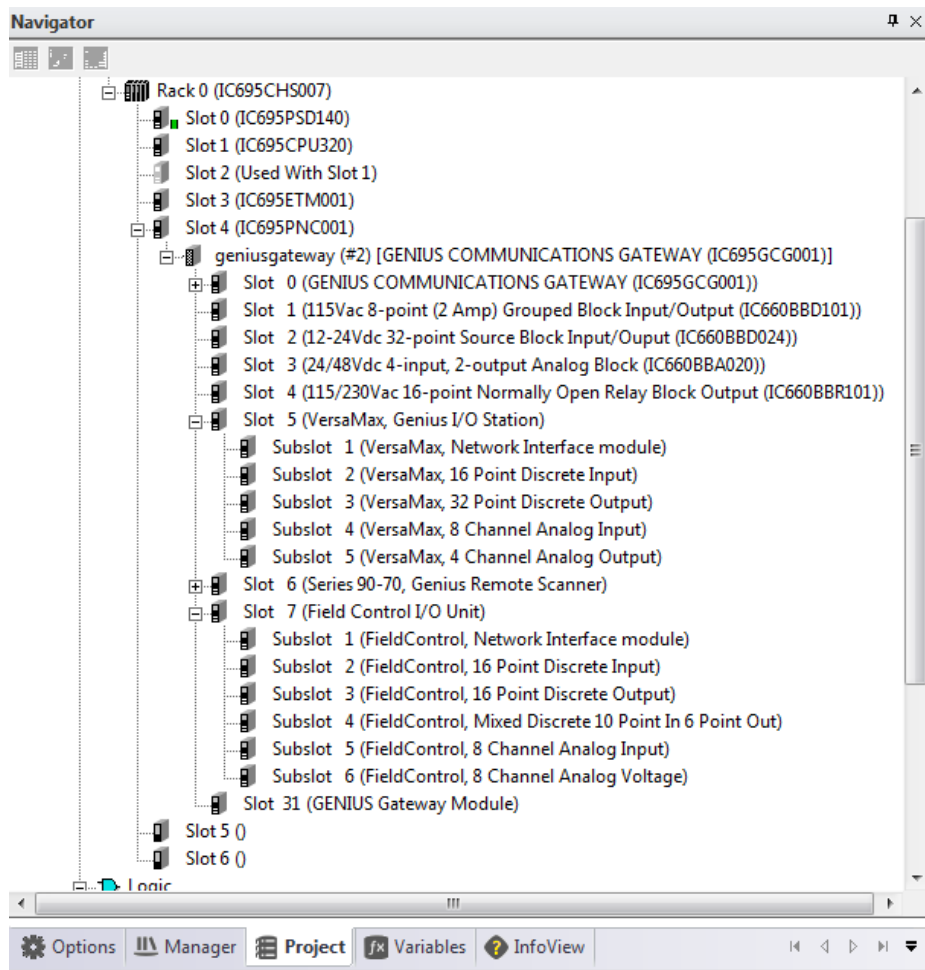 Navigator
Rack 0 (IC695CHS007)
Slot 0 (IC695PSD140)
Slot 1 (IC695CPU320)
Slot 2 (Used With Slot 1)
Slot 3 (IC695ETM001)
Slot 4 (IC695PNC001)
geniusgateway (#2) [GENIUS COMMUNICATIONS GATEWAY (IC695GCG001)]
Slot 0 (GENIUS COMMUNICATIONS GATEWAY (IC695GCG001))
Slot 1 (115Vac 8-point (2 Amp) Grouped Block Input/Output (IC660BBD101))
Slot 2 (12-24Vdc 32-point Source Block Input/Ouput (IC660BBD024))
Slot 3 (24/48Vdc 4-input, 2-output Analog Block (IC660BBA020))
Slot 4 (115/230Vac 16-point Normally Open Relay Block Output (IC660BBR101))
Slot 5 (VersaMax, Genius I/O Station)
Subslot 1 (VersaMax, Network Interface module)
Subslot 2 (VersaMax, 16 Point Discrete Input)
Subslot 3 (VersaMax, 32 Point Discrete Output)
Subslot 4 (VersaMax, 8 Channel Analog Input)
Subslot 5 (VersaMax, 4 Channel Analog Output)
Slot 6 (Series 90-70, Genius Remote Scanner)
Slot 7 (Field Control I/O Unit)
Subslot 1 (FieldControl, Network Interface module)
Subslot 2 (FieldControl, 16 Point Discrete Input)
Subslot 3 (FieldControl, 16 Point Discrete Output)
Subslot 4 (FieldControl, Mixed Discrete 10 Point In 6 Point Out)
Subslot 5 (FieldControl, 8 Channel Analog Input)
Subslot 6 (FieldControl, 8 Channel Analog Voltage)
Slot 31 (GENIUS Gateway Module)
Slot 5 ()
Slot 6 ()
Logic
Options Manager Project fx Variables ? InfoView